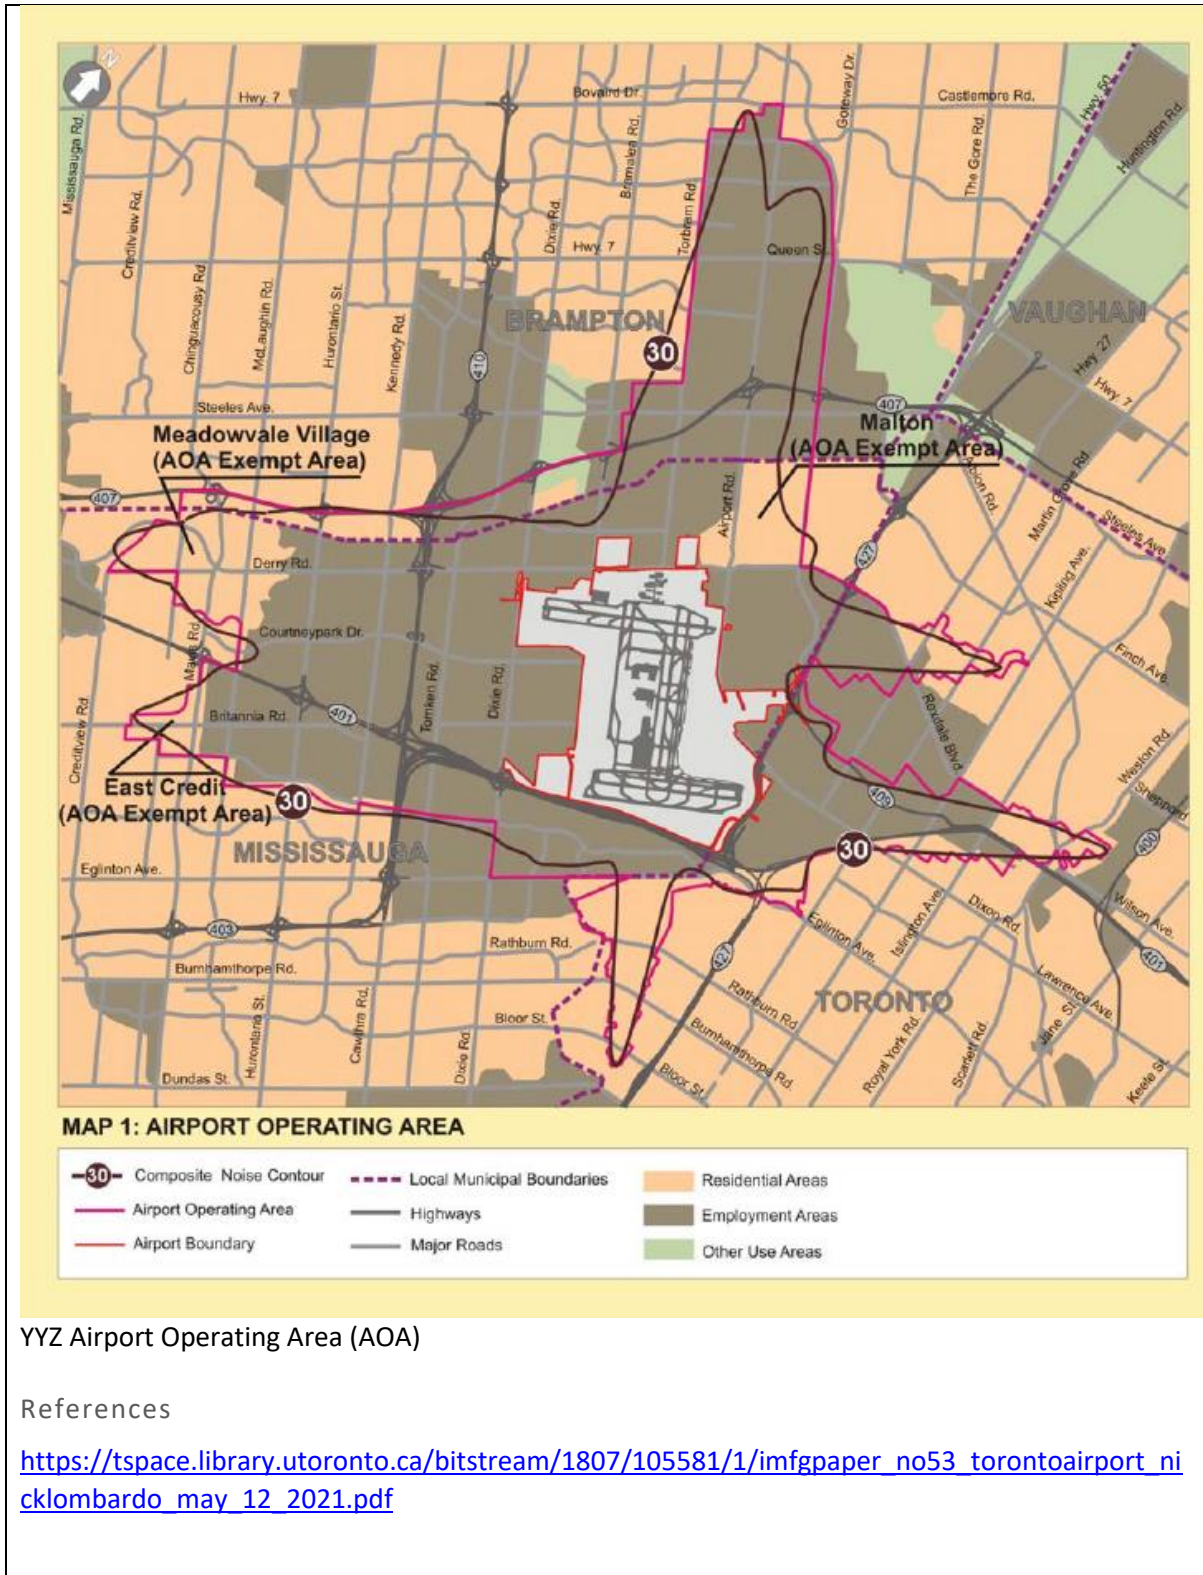 N
Hwy. 7
Bovaird Dr.
Goreway Dr.
Castlemore Rd.
Hwy. 50
Huntington Rd.
Mississauga Rd.
Creditview Rd.
Chinguacousy Rd
McLaughin Rd.
Hurontario St.
Kennedy Rd.
410
Dixie Rd.
Bramalea Rd.
Torbram Rd
Hwy. 7
Queen S
The Gore Rd.
BRAMPTON
VAUGHAN
30
Hwy. 27
Hwy. 7
Steeles Ave.
407
Meadowvale Village
(AOA Exempt Area)
Malton
(AOA Exempt Area)
407
Albion Rd.
Martin Grove Rd
Steeles Ave.
Airport Rd.
427
Kipling Ave.
Derry Rd.
Courtneypark Dr.
Mavis Rd.
Finch Ave.
Creditview Rd.
Britannia Rd.
401
Tomken Rd.
Dixie Rd.
Rexdale Blvd.
Weston Rd.
Sheppard
East Credit
(AOA Exempt Area)
30
409
400
MISSISSAUGA
30
Eglinton Ave.
403
Rathburn Rd.
Eglinton Ave.
Islington Ave.
Dixon Rd.
Wilson Ave.
401
427
Burnhamthorpe Rd.
Rathburn Rd
TORONTO
Lawrence Ave.
Hurontario St.
Cawthra Rd.
Bloor St.
Dixie Rd.
Burnhamthorpe Rd.
Royal York Rd.
Scarlett Rd.
Jane St.
Keele St.
Dundas St.
Bloor St.
MAP 1: AIRPORT OPERATING AREA
30 Composite Noise Contour
Local Municipal Boundaries
Residential Areas
Airport Operating Area
Highways
Employment Areas
Airport Boundary
Major Roads
Other Use Areas
YYZ Airport Operating Area (AOA)
References
https://tspace.library.utoronto.ca/bitstream/1807/105581/1/imfgpaper_no53_torontoairport_ni
cklombardo_may_12_2021.pdf